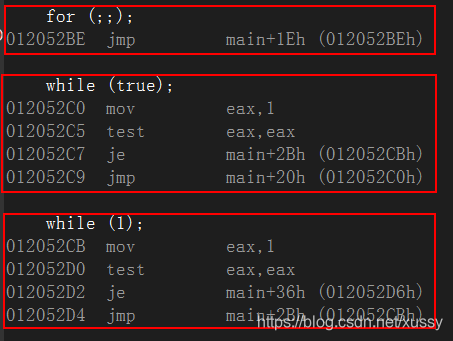 for (;;);
012052BE jmp main+1Eh (012052BEh)
while (true);
012052C0 mov eax,1
012052C5 test eax,eax
012052C7 je main+2Bh (012052CBh)
012052C9 jmp main+20h (012052C0h)
while (1);
012052CB mov eax,1
012052D0 test eax,eax
012052D2 je main+36h (012052D6h)
012052D4 jmp main+2Bh (012052CBh)
https://blog.csdn.net/xussy